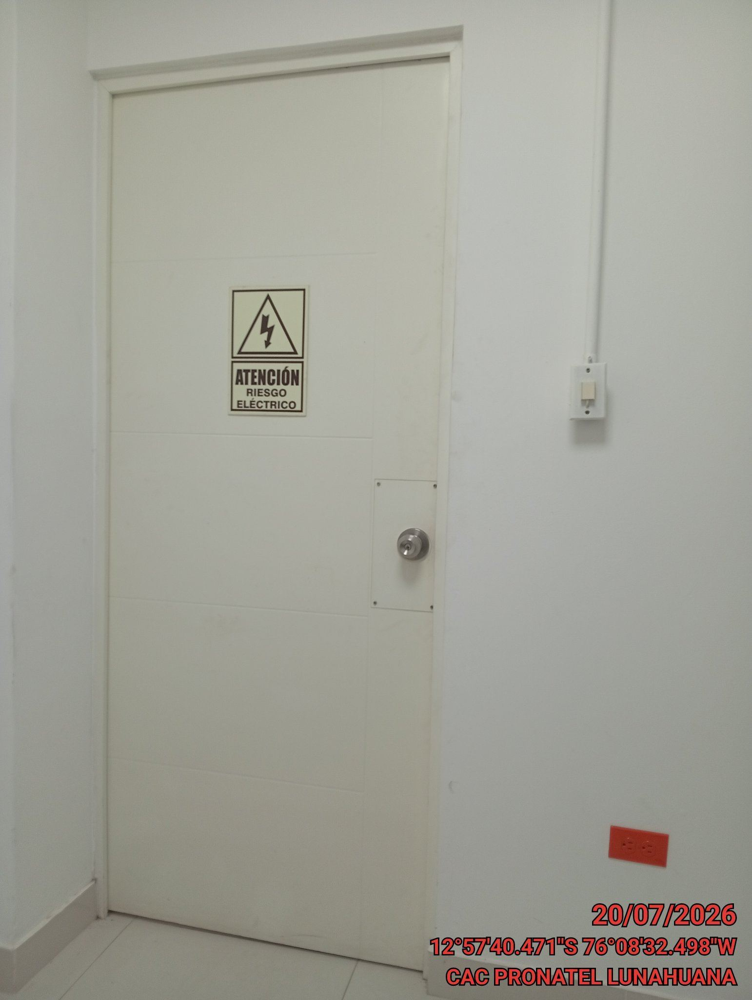 ATENCIÓN
RIESGO
ELÉCTRICO
20/07/2026
12°57'40.471"S 76°08'32.498"W
CAC PRONATEL LUNAHUANA